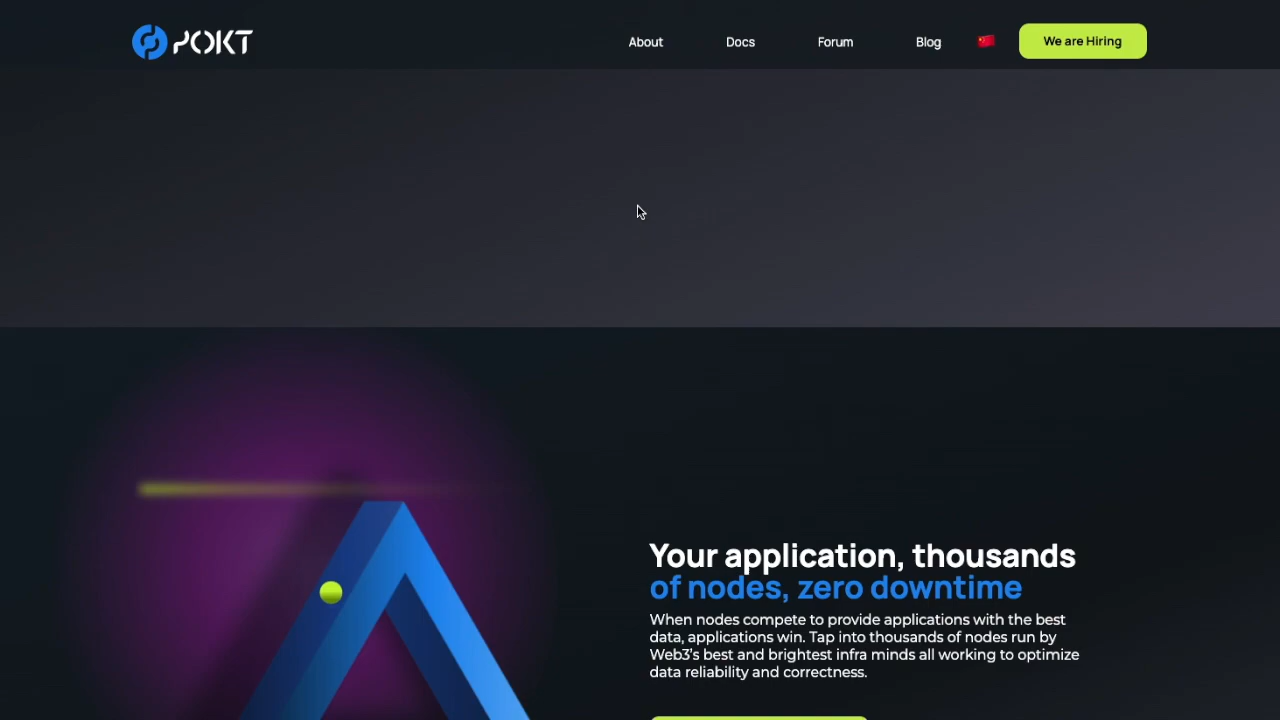 POKT
About
Docs
Forum
Blog
We are Hiring
Your application, thousands
of nodes, zero downtime
When nodes compete to provide applications with the best
data, applications win. Tap into thousands of nodes run by
Web3's best and brightest infra minds all working to optimize
data reliability and correctness.